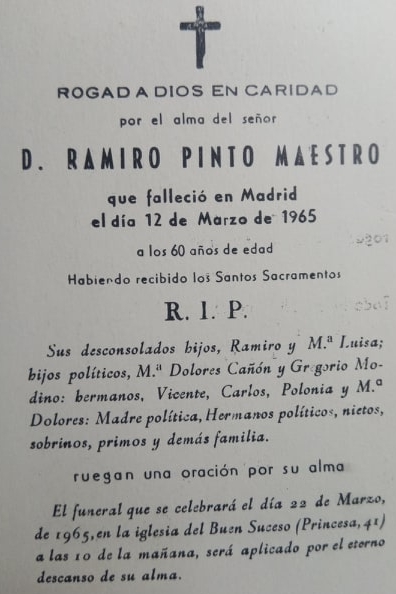 ROGAD A DIOS EN CARIDAD
por el alma del señor
D. RAMIRO PINTO MAESTRO
que falleció en Madrid
el día 12 de Marzo de 1965
a los 60 años de edad
Habiendo recibido los Santos Sacramentos
R. I. P.
Sus desconsolados hijos, Ramiro y M.ª Luisa;
hijos políticos, M.ª Dolores Cañón y Gregorio Mo-
dino: hermanos, Vicente, Carlos, Polonia y M.ª
Dolores: Madre política, Hermanos políticos, nietos,
sobrinos, primos y demás familia.
ruegan una oración por su alma
El funeral que se celebrará el día 22 de Marzo,
de 1965, en la iglesia del Buen Suceso (Princesa, 41)
a las 10 de la mañana, será aplicado por el eterno
descanso de su alma.